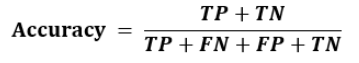 Accuracy = TP + TN / TP + FN + FP + TN